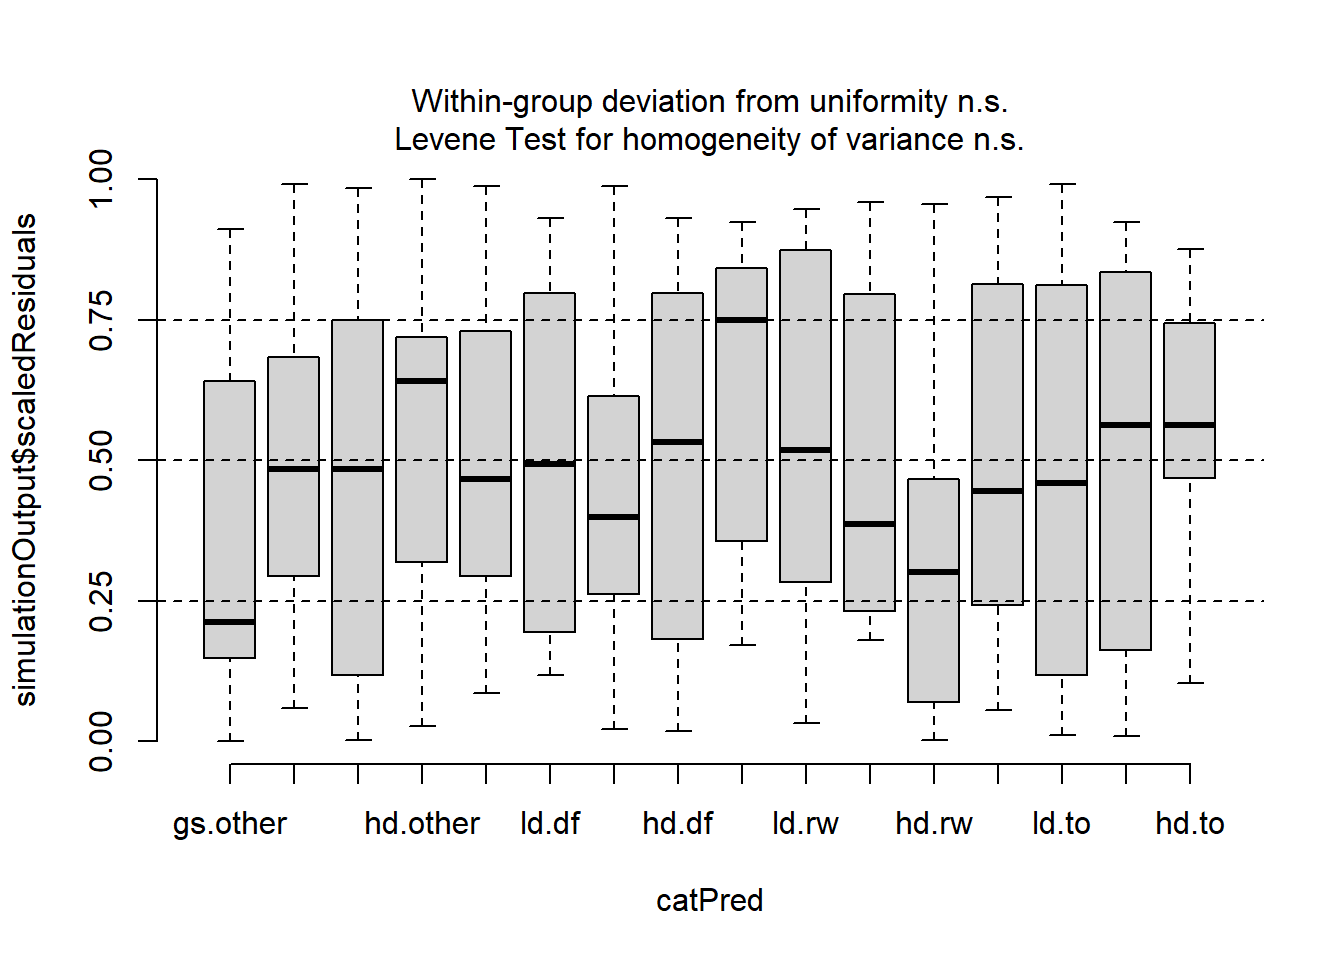 Within-group deviation from uniformity n.s.
Levene Test for homogeneity of variance n.s.
simulationOutput$scaledResiduals
1.00
0.75
0.50
0.25
0.00
gs.other hd.other ld.df hd.df ld.rw hd.rw ld.to hd.to
catPred